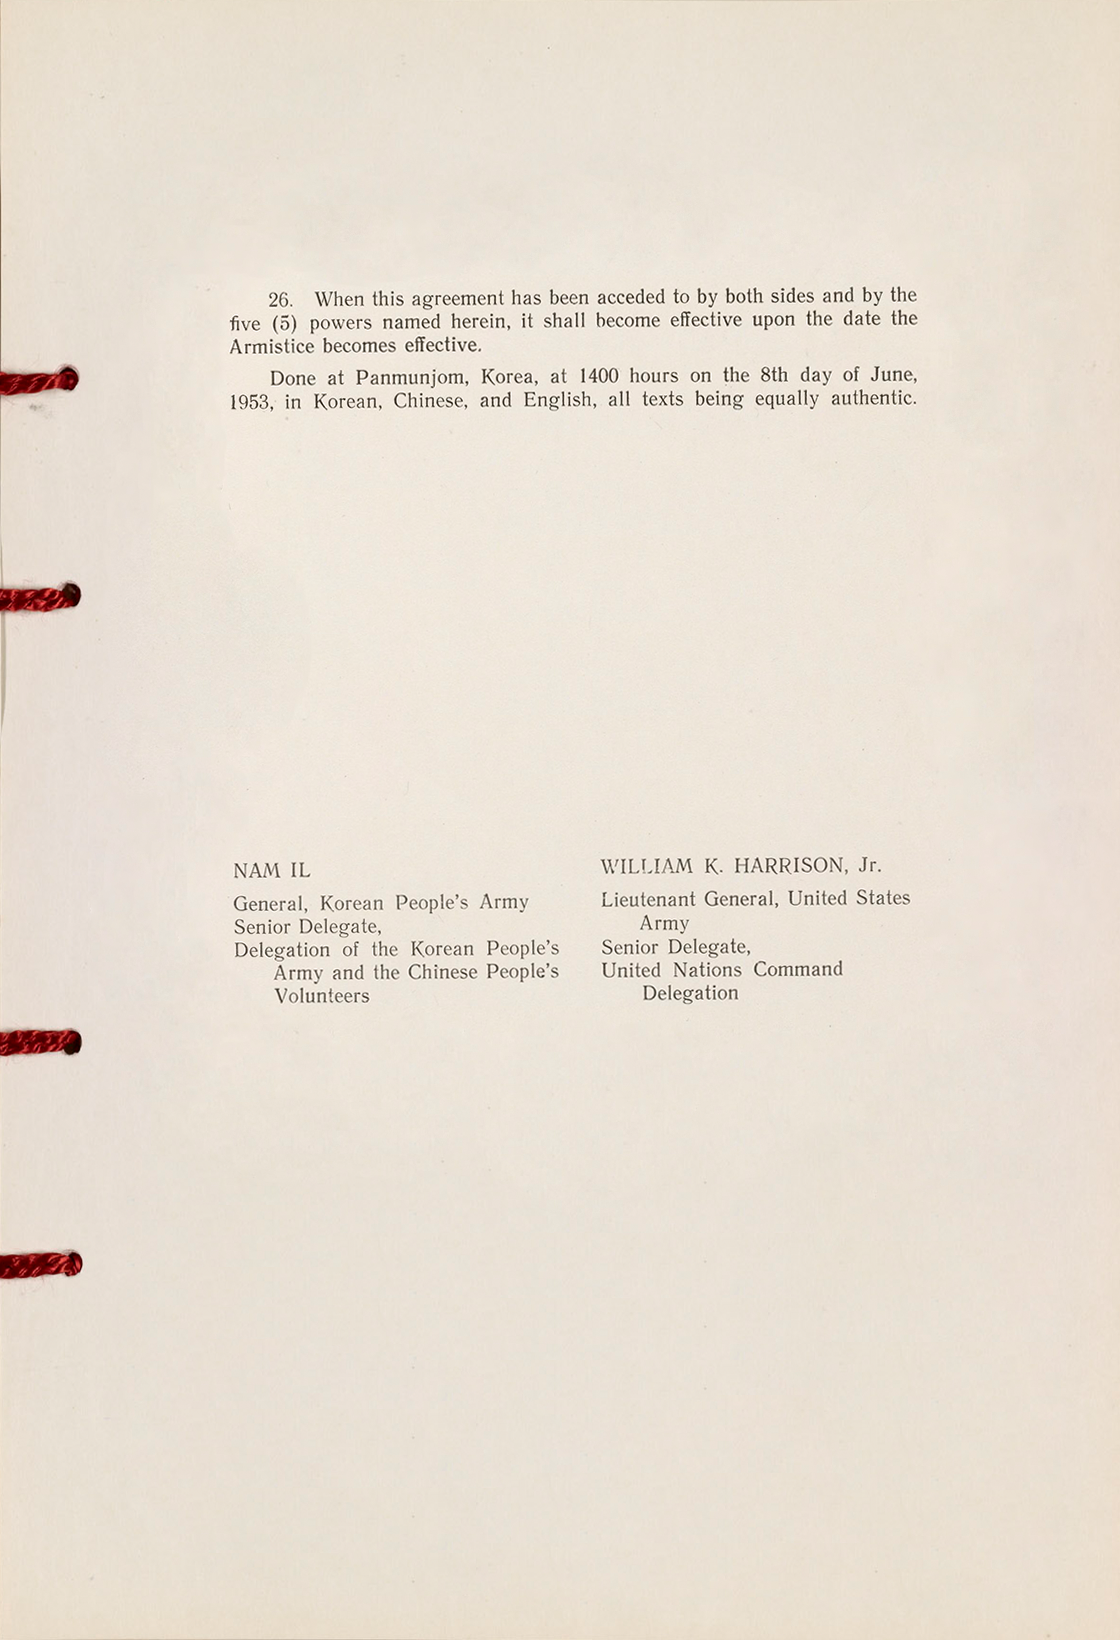 26. When this agreement has been acceded to by both sides and by the
five (5) powers named herein, it shall become effective upon the date the
Armistice becomes effective.
Done at Panmunjom, Korea, at 1400 hours on the 8th day of June,
1953, in Korean, Chinese, and English, all texts being equally authentic.
NAM IL
General, Korean People's Army
Senior Delegate,
Delegation of the Korean People's
Army and the Chinese People's
Volunteers
WILLIAM K. HARRISON, Jr.
Lieutenant General, United States
Army
Senior Delegate,
United Nations Command
Delegation